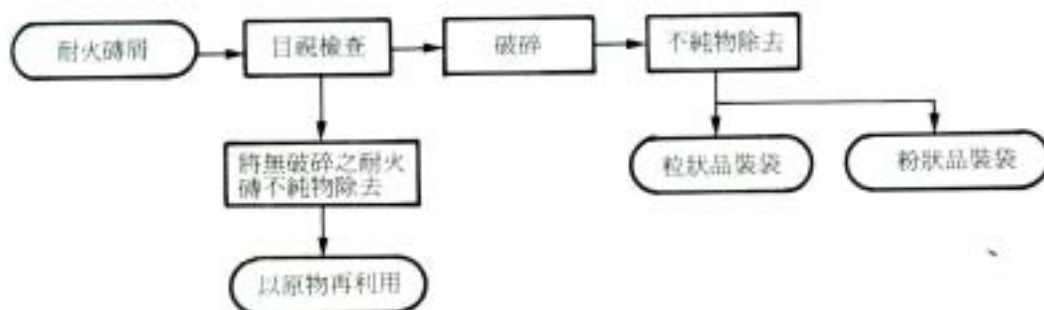 耐火磚屑
目視檢查
破碎
不純物除去
將無破碎之耐火
磚不純物除去
粒狀品裝袋
粉狀品裝袋
以原物再利用